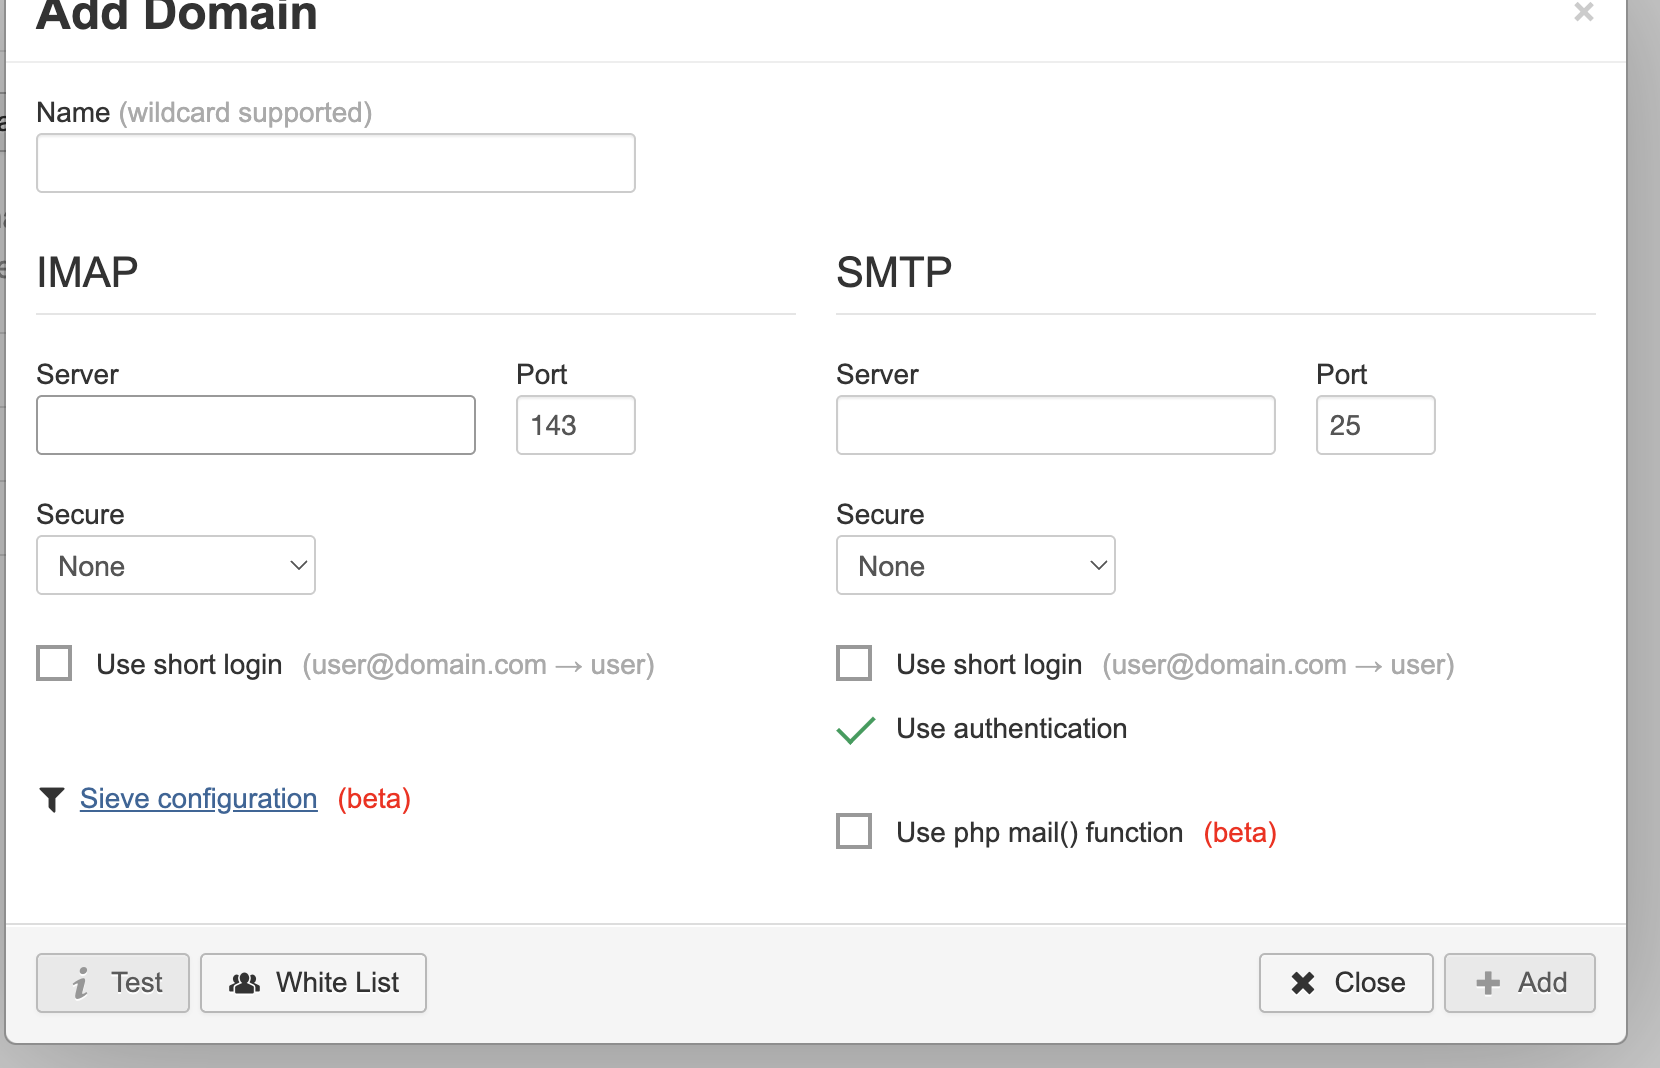 Add Domain
Name (wildcard supported)
IMAP
SMTP
Server Port
143
Server Port
25
Secure
None
Secure
None
Use short login (user@domain.com → user)
Use short login (user@domain.com → user)
Use authentication
Sieve configuration (beta)
Use php mail() function (beta)
Test
White List
Close
Add